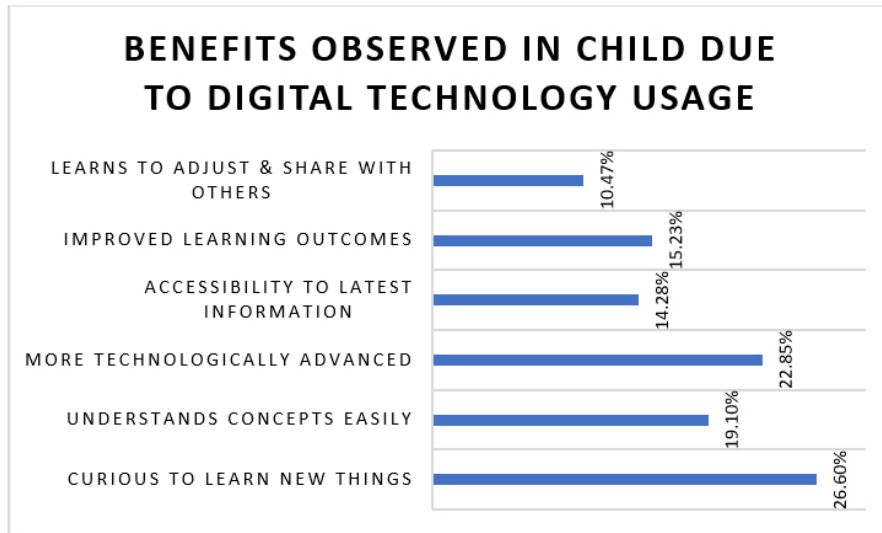 BENEFITS OBSERVED IN CHILD DUE
TO DIGITAL TECHNOLOGY USAGE
LEARNS TO ADJUST & SHARE WITH
OTHERS
10.47%
IMPROVED LEARNING OUTCOMES
15.23%
ACCESSIBILITY TO LATEST
INFORMATION
14.28%
MORE TECHNOLOGICALLY ADVANCED
22.85%
UNDERSTANDS CONCEPTS EASILY
19.10%
CURIOUS TO LEARN NEW THINGS
26.60%